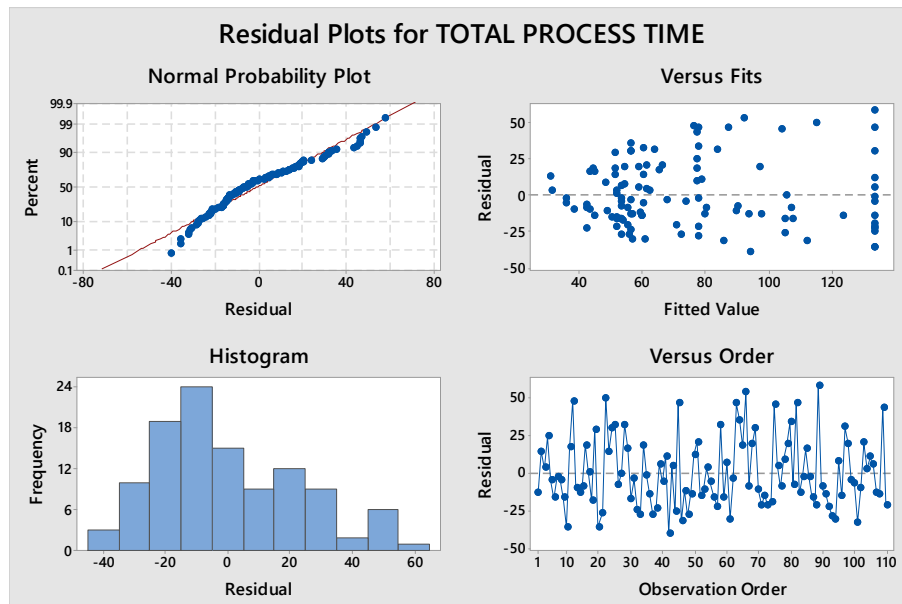 Residual Plots for TOTAL PROCESS TIME
Normal Probability Plot
99.9
99
90
50
10
1
0.1
Percent
-80 -40 0 40 80
Residual
Versus Fits
50
25
0
-25
-50
Residual
40 60 80 100 120
Fitted Value
Histogram
24
18
12
6
0
Frequency
-40 -20 0 20 40 60
Residual
Versus Order
50
25
0
-25
-50
Residual
1 10 20 30 40 50 60 70 80 90 100 110
Observation Order